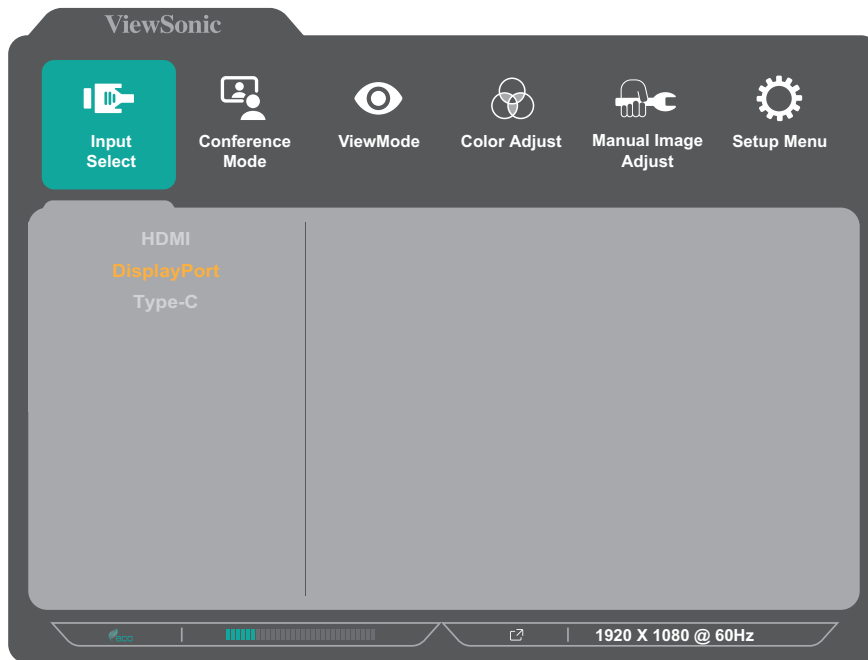 ViewSonic
Input
Select
Conference
Mode
ViewMode
Color Adjust
Manual Image
Adjust
Setup Menu
HDMI
DisplayPort
Type-C
eco
1920 X 1080 @ 60Hz